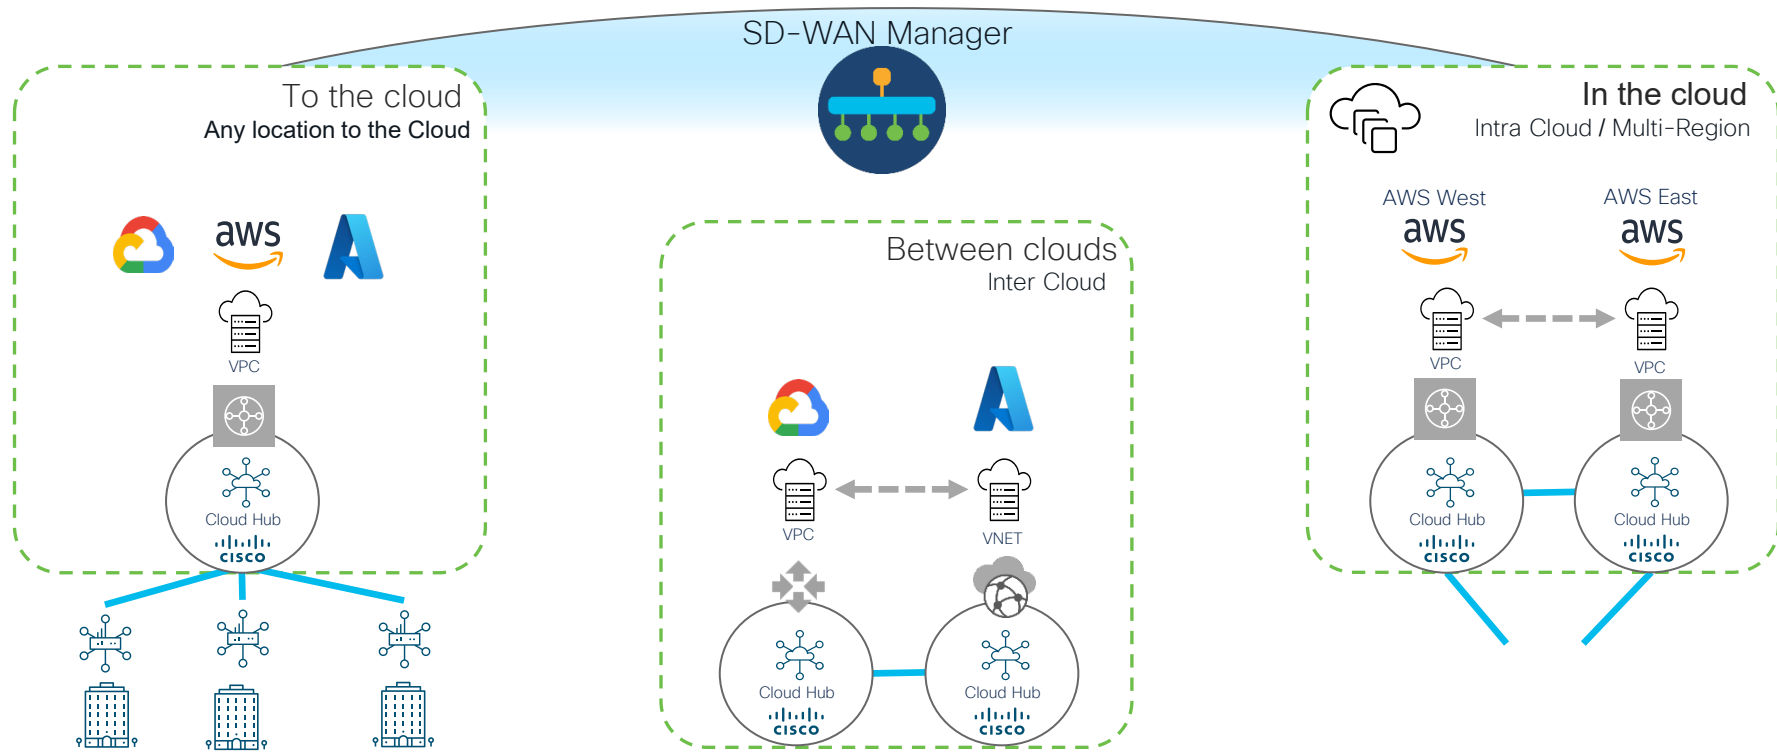 SD-WAN Manager
To the cloud
Any location to the Cloud
aws
VPC
Cloud Hub
CISCO
Between clouds
Inter Cloud
VPC
VNET
Cloud Hub
CISCO
Cloud Hub
CISCO
In the cloud
Intra Cloud / Multi-Region
AWS West
AWS East
aws
aws
VPC
VPC
Cloud Hub
CISCO
Cloud Hub
CISCO